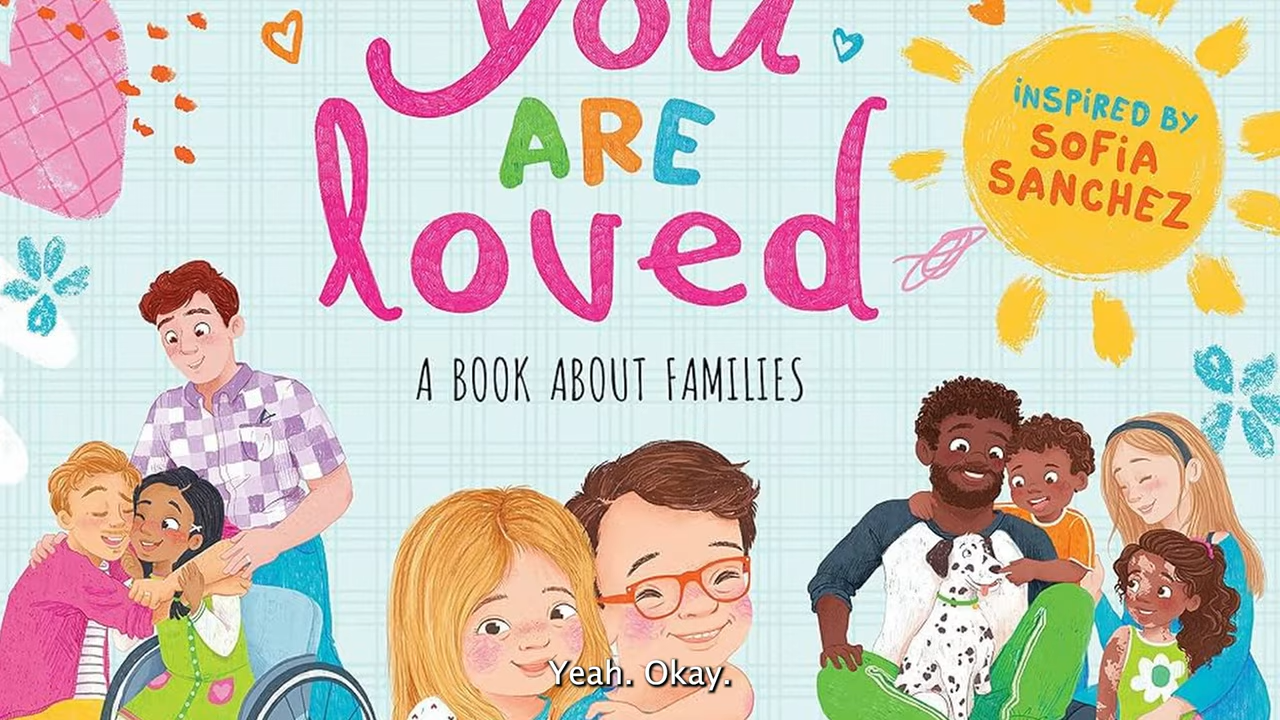 you
ARE
loved
A BOOK ABOUT FAMILIES
iNSPiRED BY
SOFiA
SANCHEZ
Yeah. Okay.